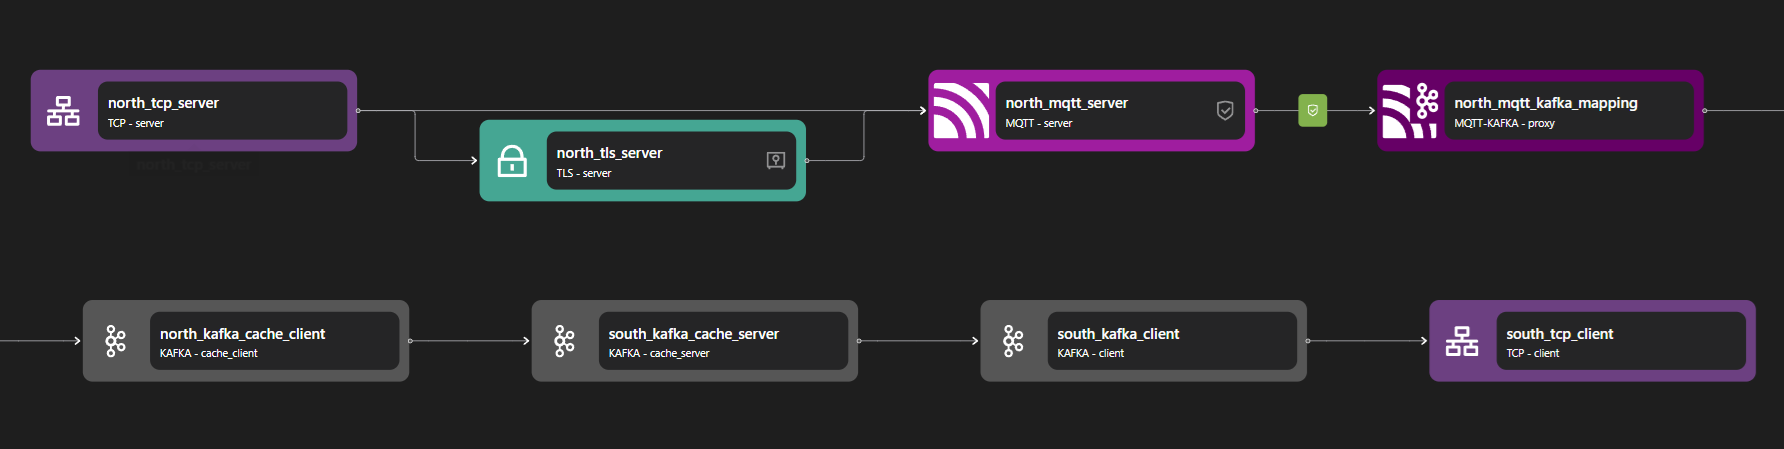 north_tcp_server
TCP - server
north_tcp_server
north_tls_server
TLS - server
north_mqtt_server
MQTT - server
north_mqtt_kafka_mapping
MQTT-KAFKA - proxy
north_kafka_cache_client
KAFKA - cache_client
south_kafka_cache_server
KAFKA - cache_server
south_kafka_client
KAFKA - client
south_tcp_client
TCP - client